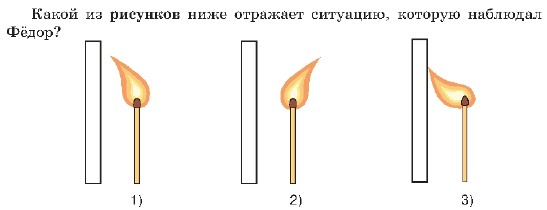 Какой из рисунков ниже отражает ситуацию, которую наблюдал
Фёдор?
1)
2)
3)